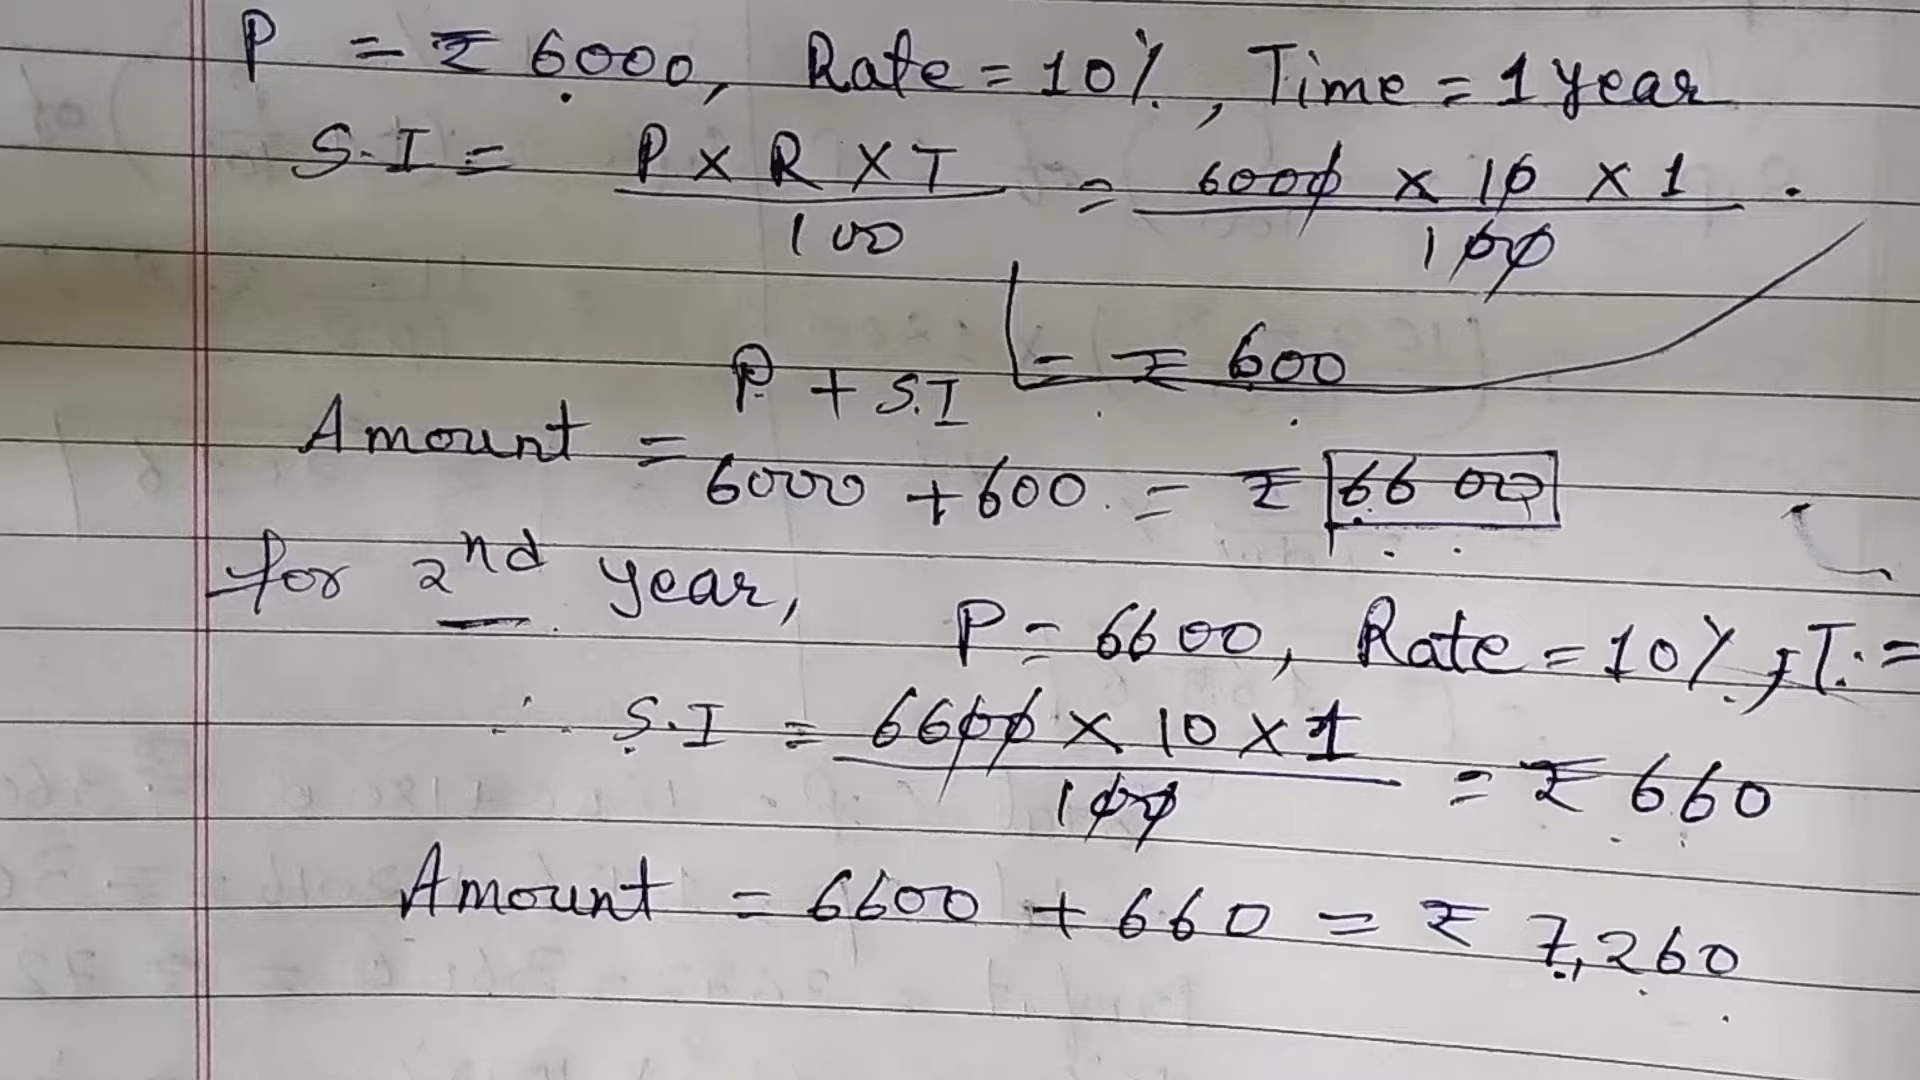 P = ₹ 6000, Rate = 10%, Time = 1 year
S.I = P X R X T / 100 = 6000 x 10 x 1 / 100
= ₹ 600
Amount = P + S.I
6000 + 600 = ₹ 6600
for 2nd year, P = 6600, Rate = 10%, T. =
∴ S.I = 6600 x 10 x 1 / 100 = ₹ 660
Amount = 6600 + 660 = ₹ 7,260